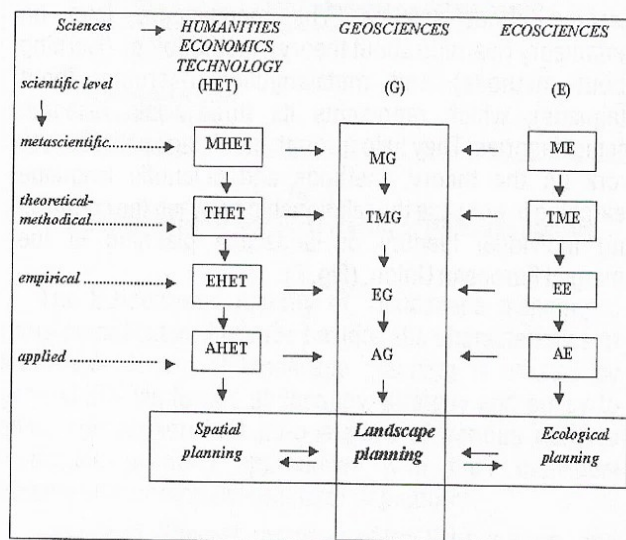 Sciences HUMANITIES GEOSCIENCES ECOSCIENCES
ECONOMICS
TECHNOLOGY
scientific level (HET) (G) (E)
metascientific............ MHET MG ME
theoretical-
methodical............... THET TMG TME
empirical .................. EHET EG EE
applied ..................... AHET AG AE
Spatial Landscape Ecological
planning planning planning